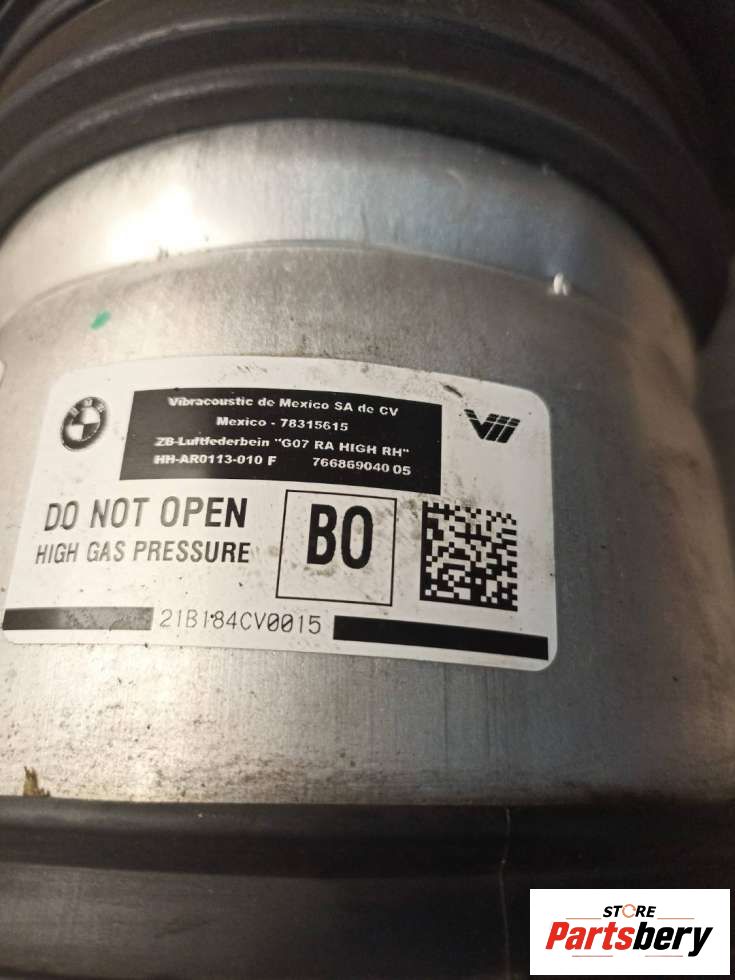 BMW
Vibracoustic de Mexico SA de CV
Mexico - 78315615
ZB-Luftfederbein "G07 RA HIGH RH"
HH-AR0113-010 F 766869040 05
DO NOT OPEN
HIGH GAS PRESSURE
BO
21B184CV0015
STORE
Partsbery